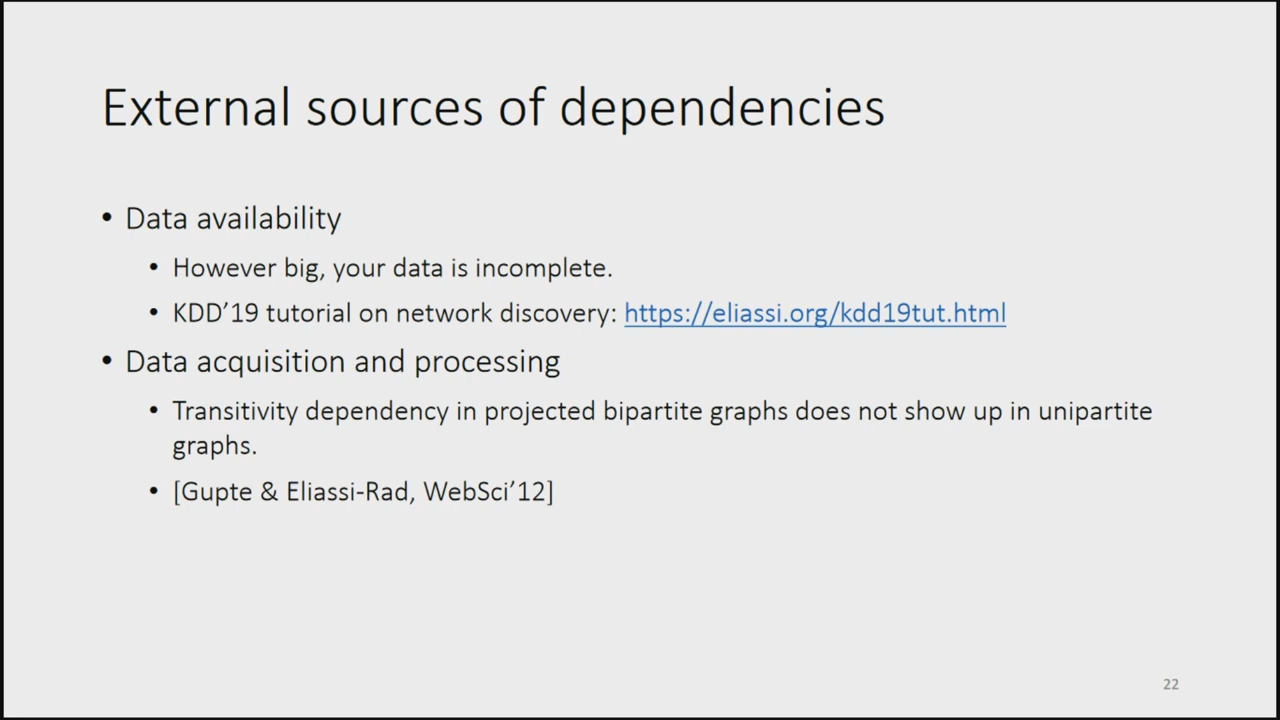 External sources of dependencies
• Data availability
• However big, your data is incomplete.
• KDD’19 tutorial on network discovery: https://eliassi.org/kdd19tut.html
• Data acquisition and processing
• Transitivity dependency in projected bipartite graphs does not show up in unipartite
graphs.
• [Gupte & Eliassi-Rad, WebSci’12]
22